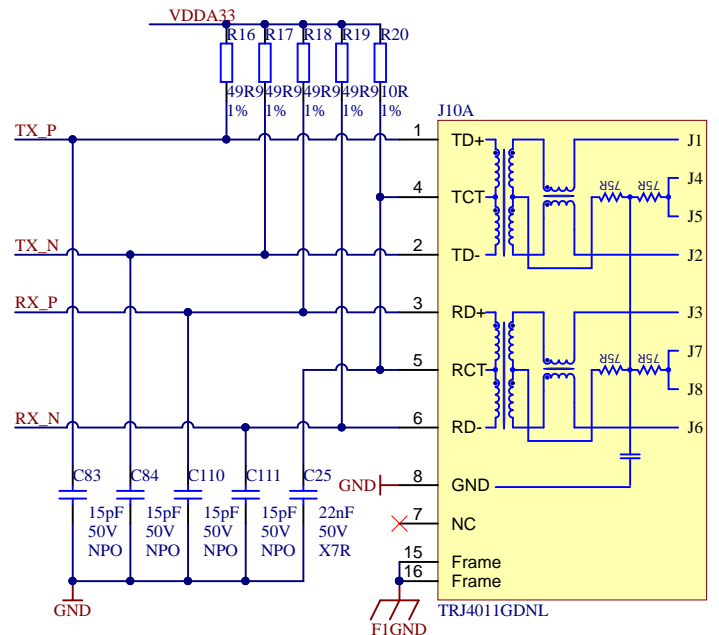 VDDA33
R16 R17 R18 R19 R20
49R9 49R9 49R9 49R9 10R
1% 1% 1% 1% 1%
J10A
TX_P 1 TD+ J1
75R 75R J4
4 TCT
J5
TX_N 2 TD- J2
RX_P 3 RD+ J3
75R 75R J7
5 RCT
J8
RX_N 6 RD- J6
C83 C84 C110 C111 C25
GND 8 GND
15pF 15pF 15pF 15pF 22nF
7 NC
50V 50V 50V 50V 50V
NPO NPO NPO NPO X7R
15 Frame
16 Frame
GND
F1GND
TRJ4011GDNL